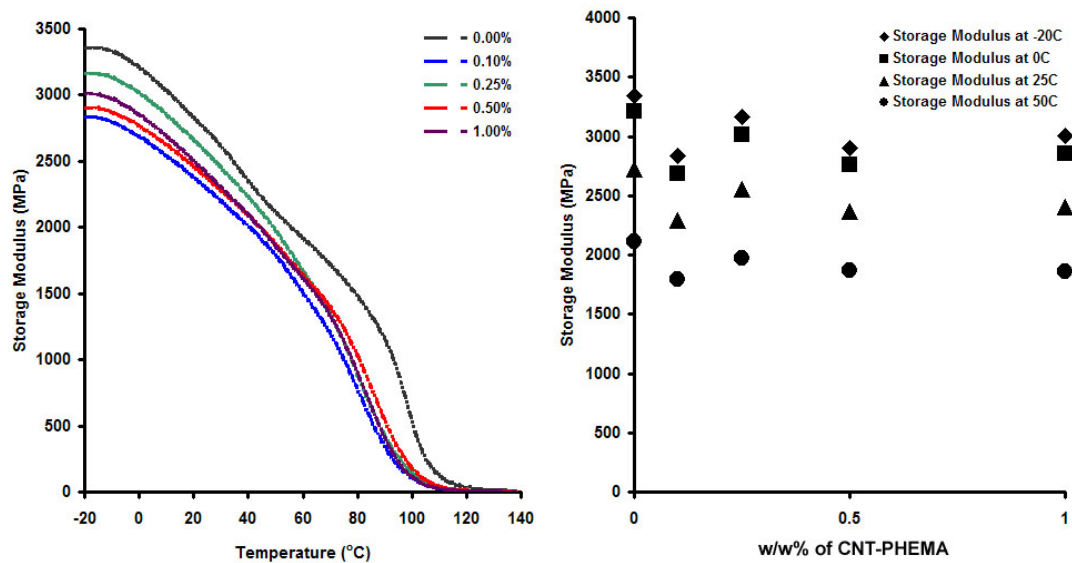 3500
3000
2500
2000
1500
1000
500
0
Storage Modulus (MPa)
0.00%
0.10%
0.25%
0.50%
1.00%
-20 0 20 40 60 80 100 120 140
Temperature (°C)
4000
3500
3000
2500
2000
1500
1000
500
0
Storage Modulus (MPa)
Storage Modulus at -20C
Storage Modulus at 0C
Storage Modulus at 25C
Storage Modulus at 50C
0 0.5 1
w/w% of CNT-PHEMA